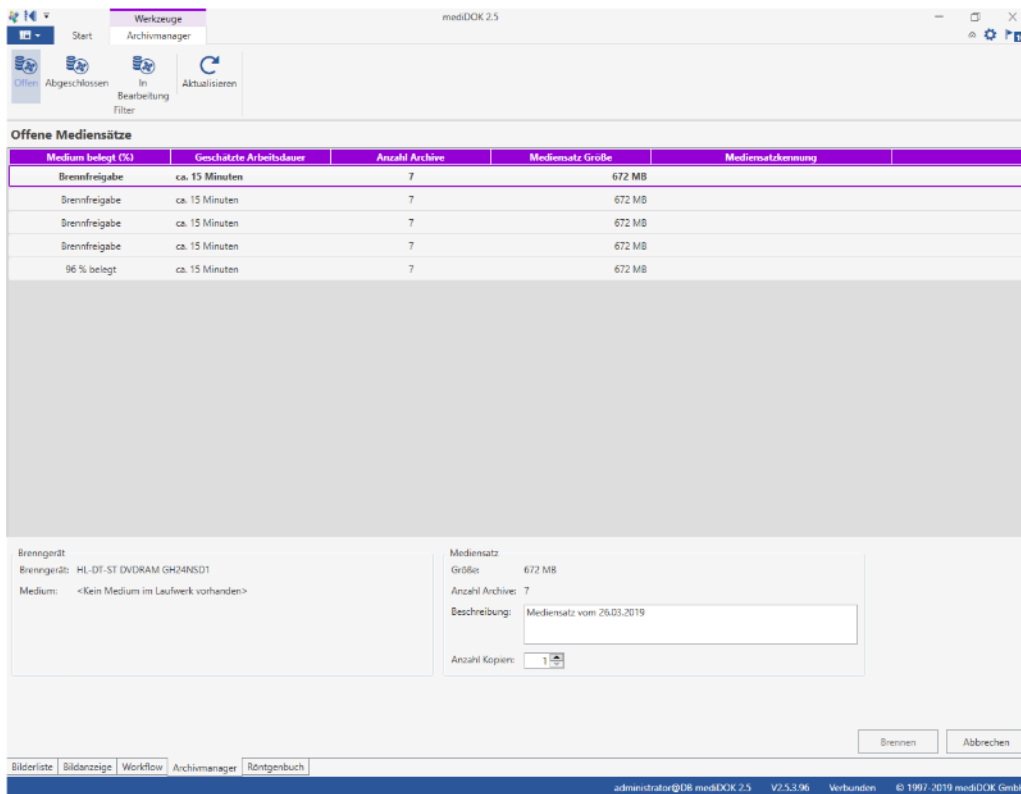 Werkzeuge
mediDOK 2.5
Start
Archivmanager
Offen
Abgeschlossen
In Bearbeitung
Aktualisieren
Filter
Offene Mediensätze
Medium belegt (%) Geschätzte Arbeitsdauer Anzahl Archive Mediensatz Größe Mediensatzkennung
Brennfreigabe ca. 15 Minuten 7 672 MB
Brennfreigabe ca. 15 Minuten 7 672 MB
Brennfreigabe ca. 15 Minuten 7 672 MB
Brennfreigabe ca. 15 Minuten 7 672 MB
96 % belegt ca. 15 Minuten 7 672 MB
Brenngerät
Brenngerät: HL-DT-ST DVDRAM GH24NSD1
Medium: <Kein Medium im Laufwerk vorhanden>
Mediensatz
Größe: 672 MB
Anzahl Archive: 7
Beschreibung: Mediensatz vom 26.03.2019
Anzahl Kopien: 1
Brennen Abbrechen
Bilderliste Bildanzeige Workflow Archivmanager Röntgenbuch
administrator@DB mediDOK 2.5 V2.5.3.96 Verbunden © 1997-2019 mediDOK GmbH